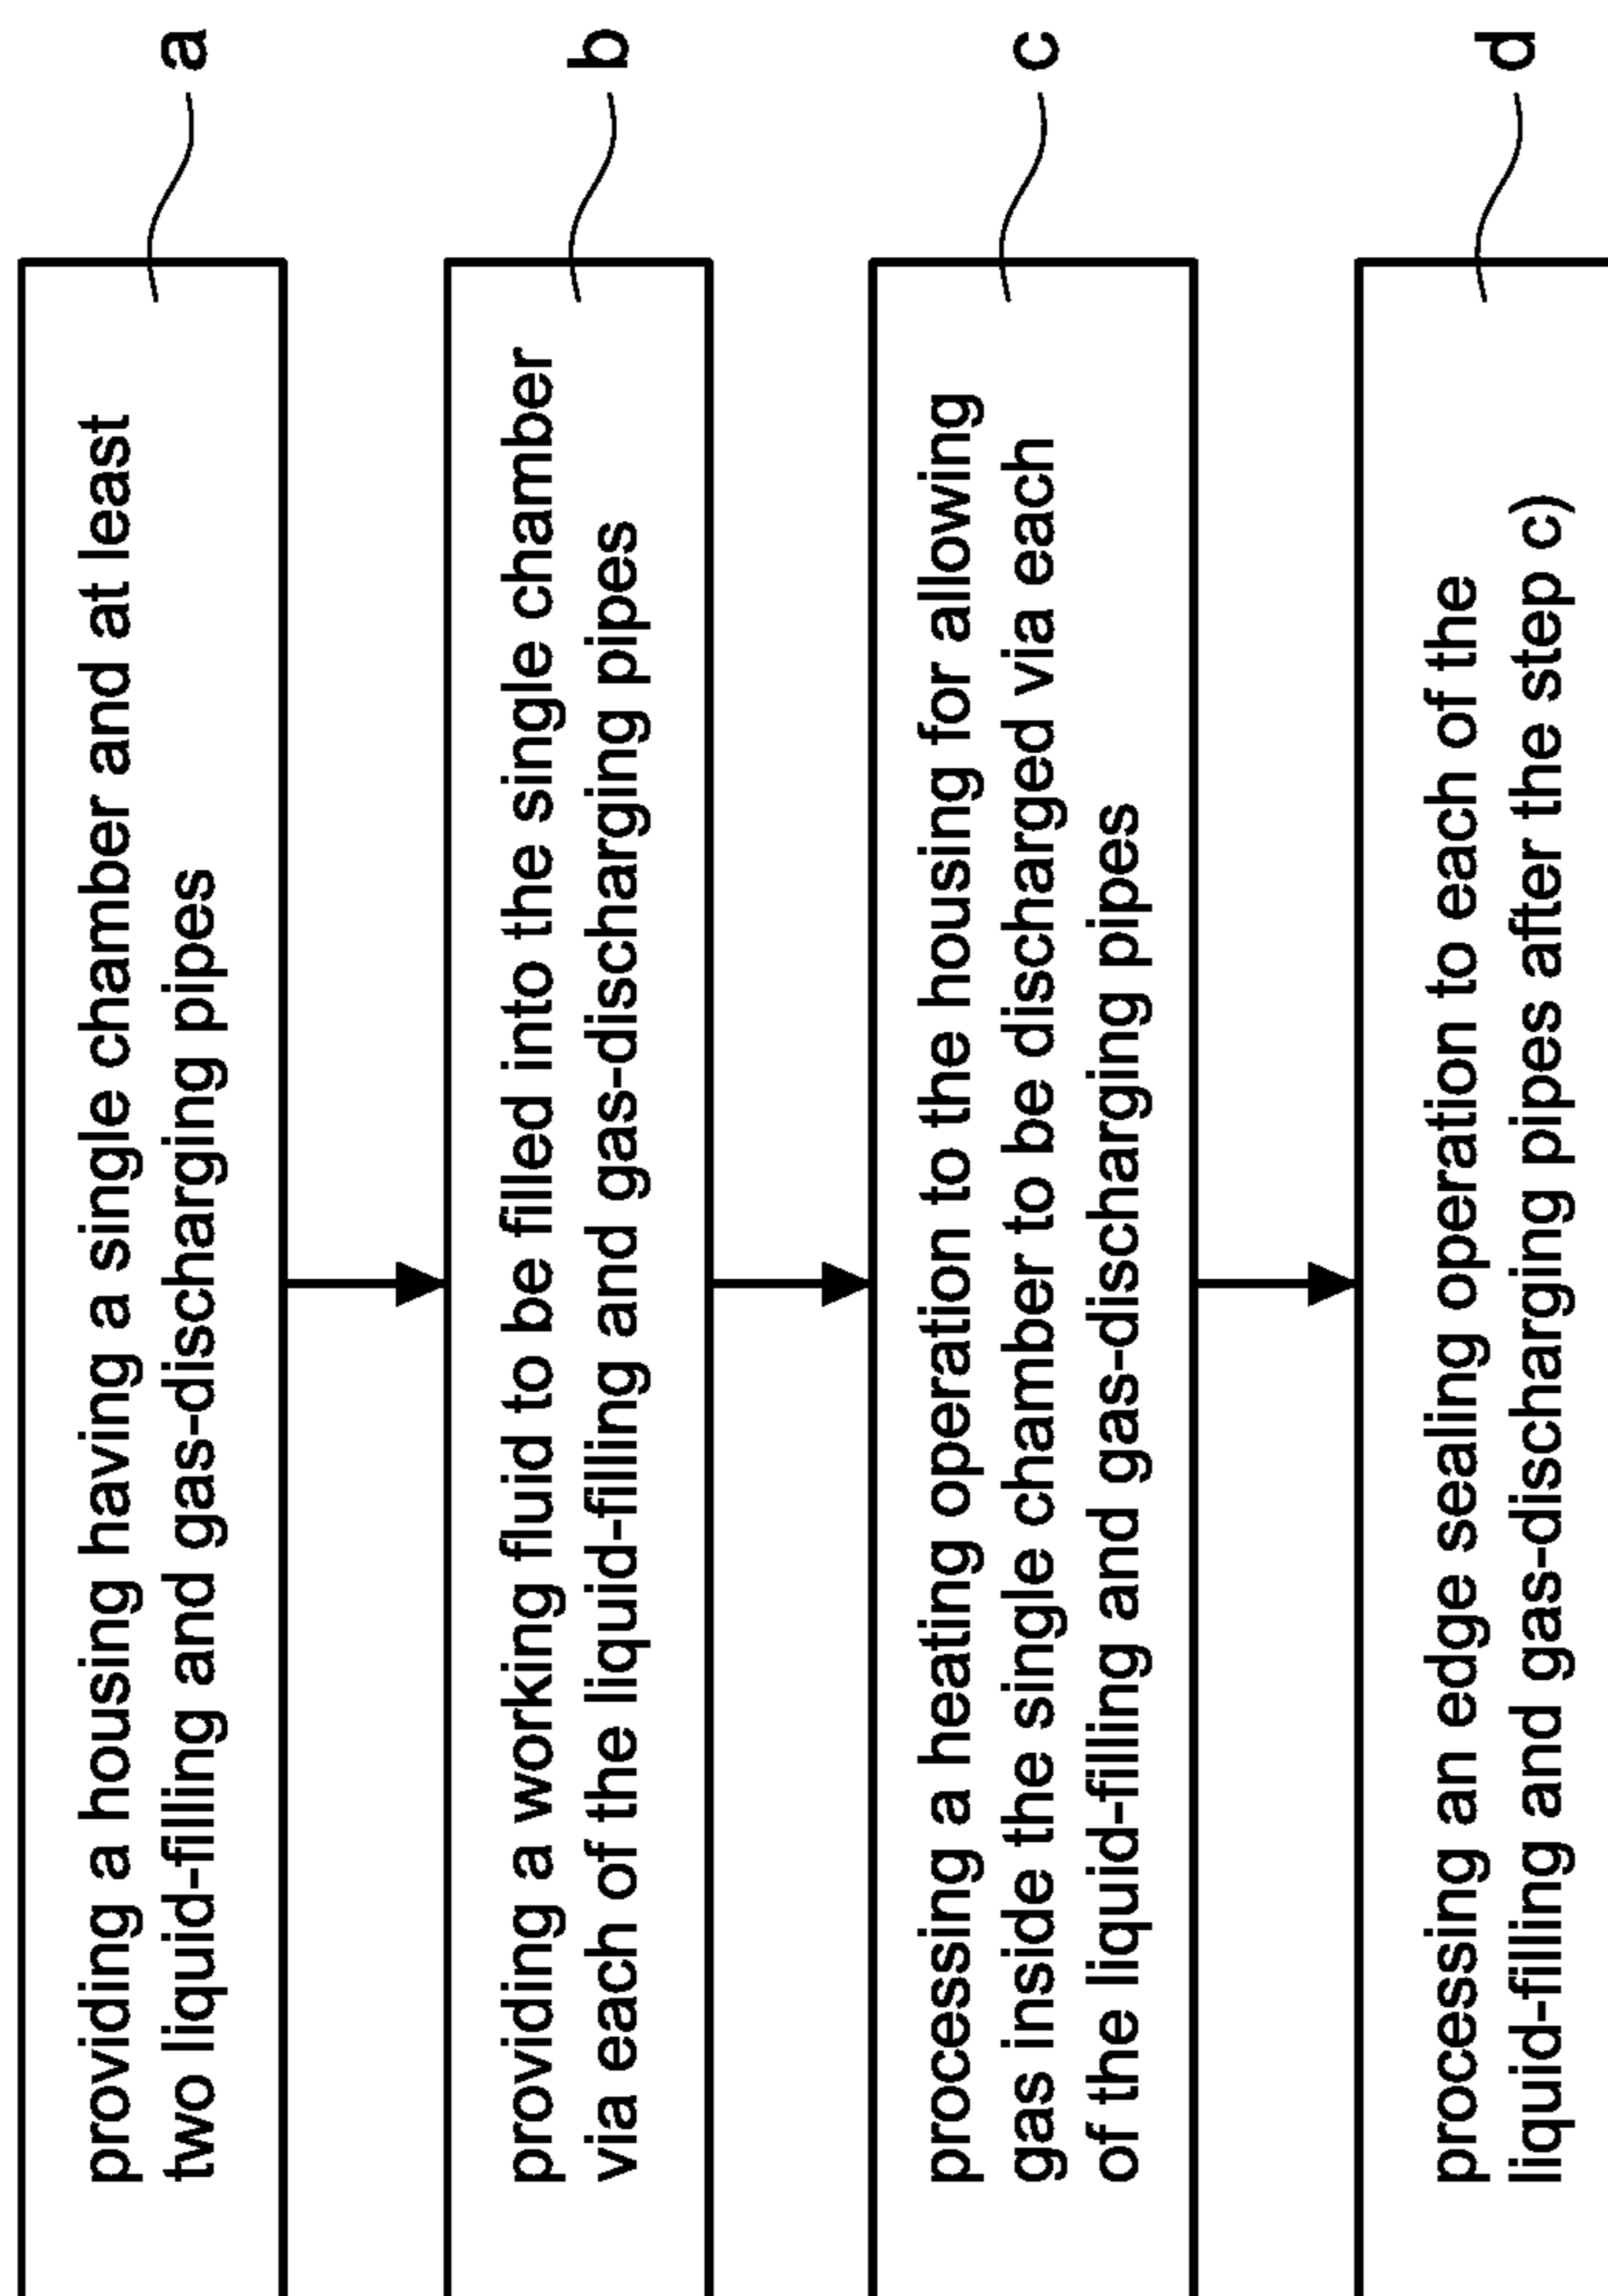 providing a housing having a single chamber and at least
two liquid-filling and gas-discharging pipes
a
providing a working fluid to be filled into the single chamber
via each of the liquid-filling and gas-discharging pipes
b
processing a heating operation to the housing for allowing
gas inside the single chamber to be discharged via each
of the liquid-filling and gas-discharging pipes
c
processing an edge sealing operation to each of the
liquid-filling and gas-discharging pipes after the step c)
d